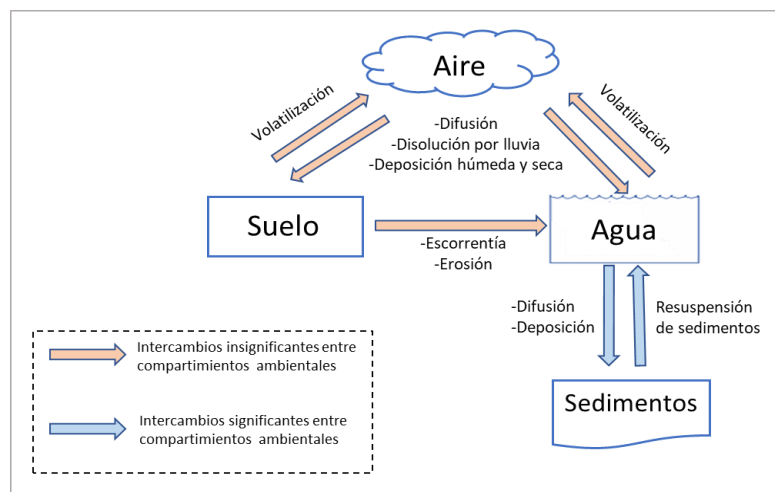 Aire
Volatilización
Volatilización
-Difusión
-Disolución por lluvia
-Deposición húmeda y seca
Suelo
-Escorrentía
-Erosión
Agua
-Difusión
-Deposición
Resuspensión
de sedimentos
Sedimentos
Intercambios insignificantes entre
compartimientos ambientales
Intercambios significantes entre
compartimientos ambientales